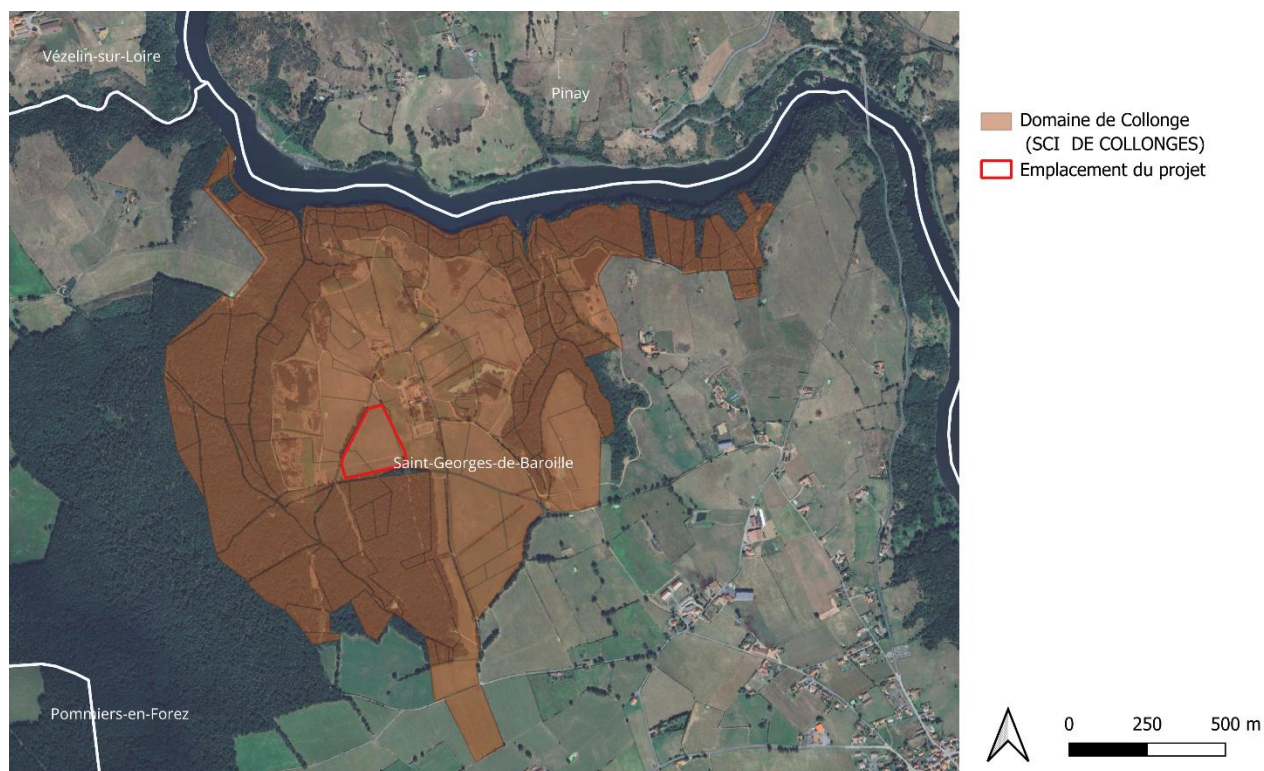 Vézelin-sur-Loire
Pinay
Saint-Georges-de-Baroille
Pommiers-en-Forez
Domaine de Collonge
(SCI DE COLLONGES)
Emplacement du projet
0 250 500 m